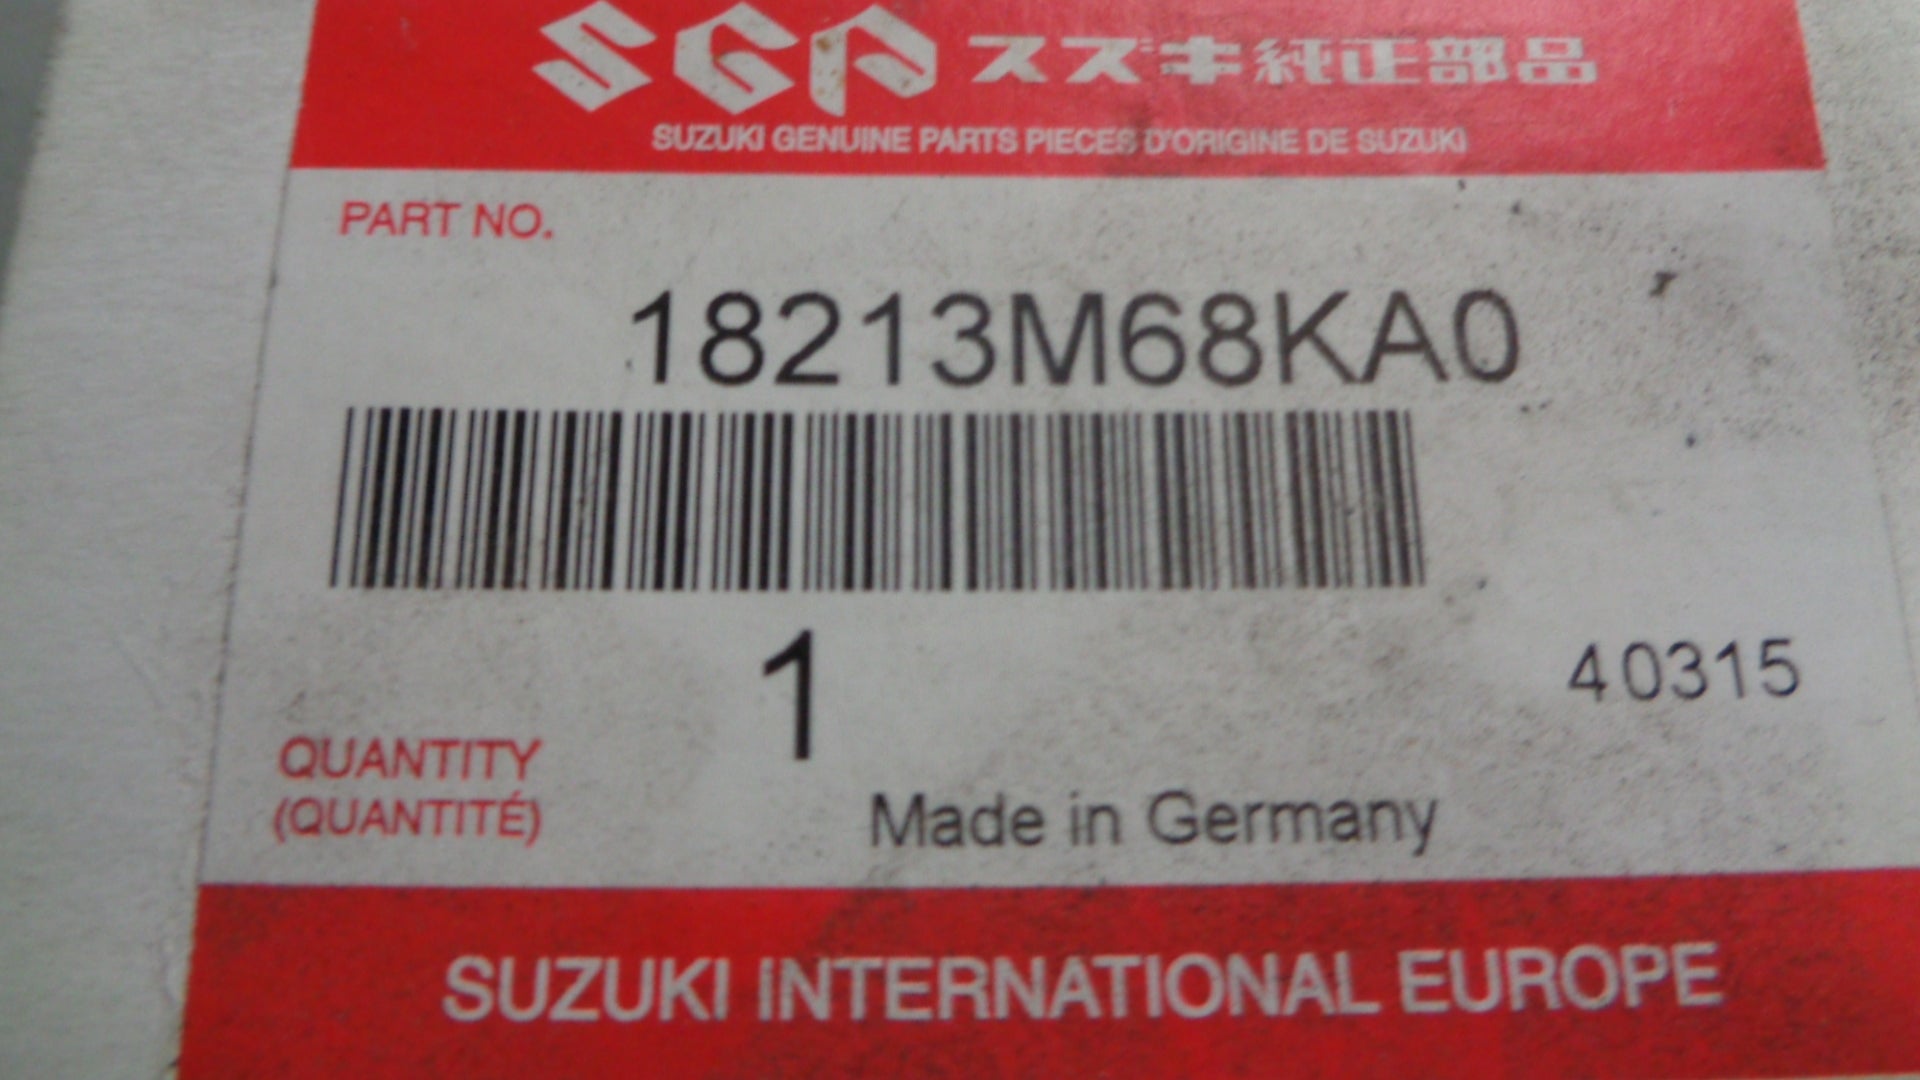 SGP スズキ純正部品
SUZUKI GENUINE PARTS PIECES D'ORIGINE DE SUZUKI
PART NO.
18213M68KA0
1
40315
QUANTITY
(QUANTITÉ)
Made in Germany
SUZUKI INTERNATIONAL EUROPE